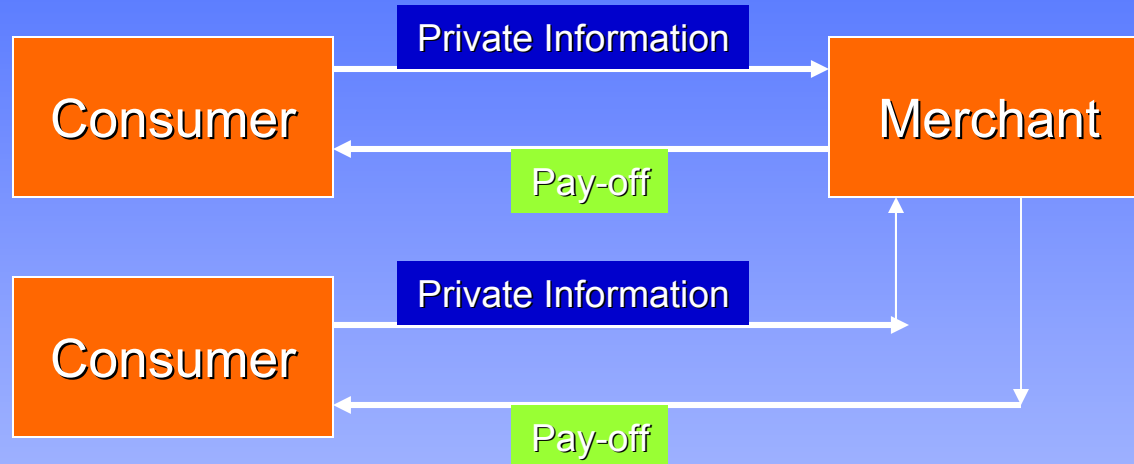 Private Information
Consumer
Merchant
Pay-off
Private Information
Consumer
Pay-off